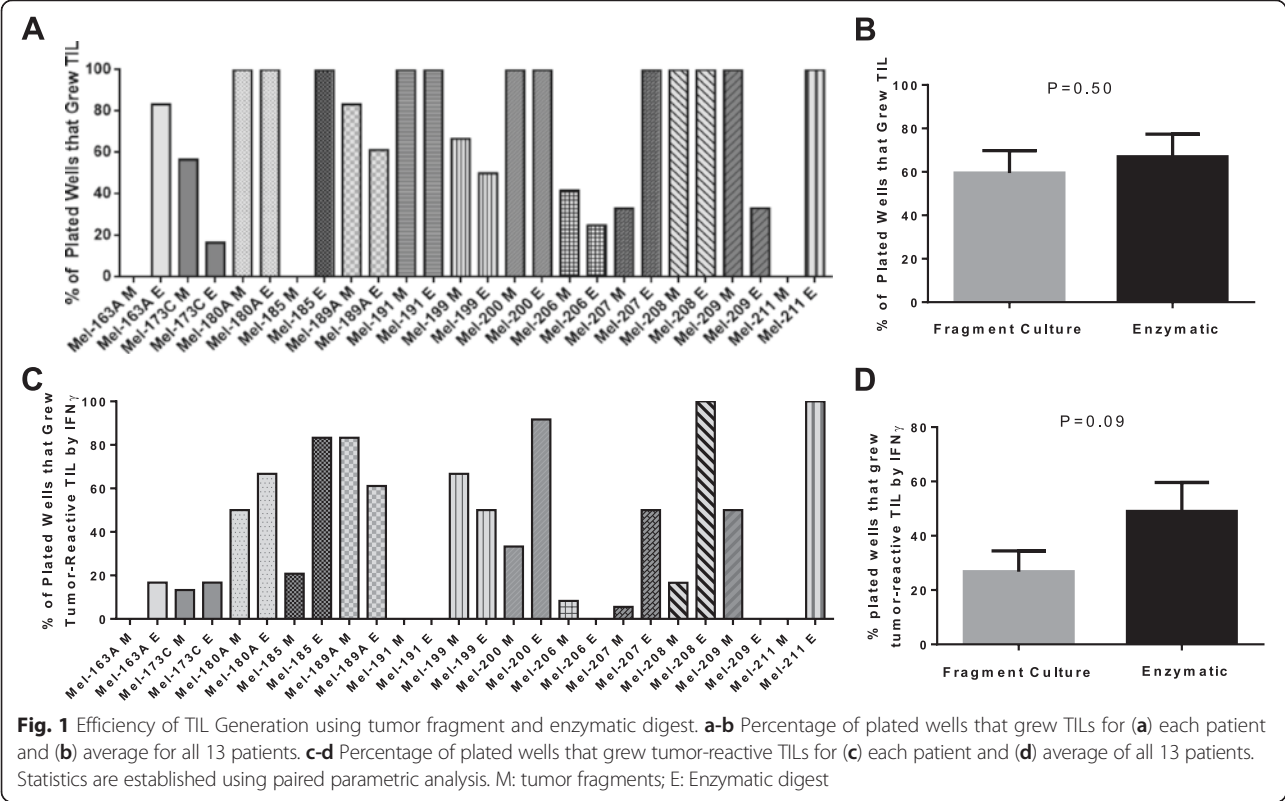 A
% of Plated Wells that Grew TIL
100
80
60
40
20
0
Mel-163A M
Mel-163A E
Mel-173C M
Mel-173C E
Mel-180A M
Mel-180A E
Mel-185 M
Mel-185 E
Mel-189A M
Mel-189A E
Mel-191 M
Mel-191 E
Mel-199 M
Mel-199 E
Mel-200 M
Mel-200 E
Mel-206 M
Mel-206 E
Mel-207 M
Mel-207 E
Mel-208 M
Mel-208 E
Mel-209 M
Mel-209 E
Mel-211 M
Mel-211 E
B
% of Plated Wells that Grew TIL
100
80
60
40
20
0
P=0.50
Fragment Culture
Enzymatic
C
% of Plated Wells that Grew
Tumor-Reactive TIL by IFNγ
100
80
60
40
20
0
Mel-163A M
Mel-163A E
Mel-173C M
Mel-173C E
Mel-180A M
Mel-180A E
Mel-185 M
Mel-185 E
Mel-189A M
Mel-189A E
Mel-191 M
Mel-191 E
Mel-199 M
Mel-199 E
Mel-200 M
Mel-200 E
Mel-206 M
Mel-206 E
Mel-207 M
Mel-207 E
Mel-208 M
Mel-208 E
Mel-209 M
Mel-209 E
Mel-211 M
Mel-211 E
D
% plated wells that grew
tumor-reactive TIL by IFNγ
80
60
40
20
0
P=0.09
Fragment Culture
Enzymatic
Fig. 1 Efficiency of TIL Generation using tumor fragment and enzymatic digest. a-b Percentage of plated wells that grew TILs for (a) each patient
and (b) average for all 13 patients. c-d Percentage of plated wells that grew tumor-reactive TILs for (c) each patient and (d) average of all 13 patients.
Statistics are established using paired parametric analysis. M: tumor fragments; E: Enzymatic digest